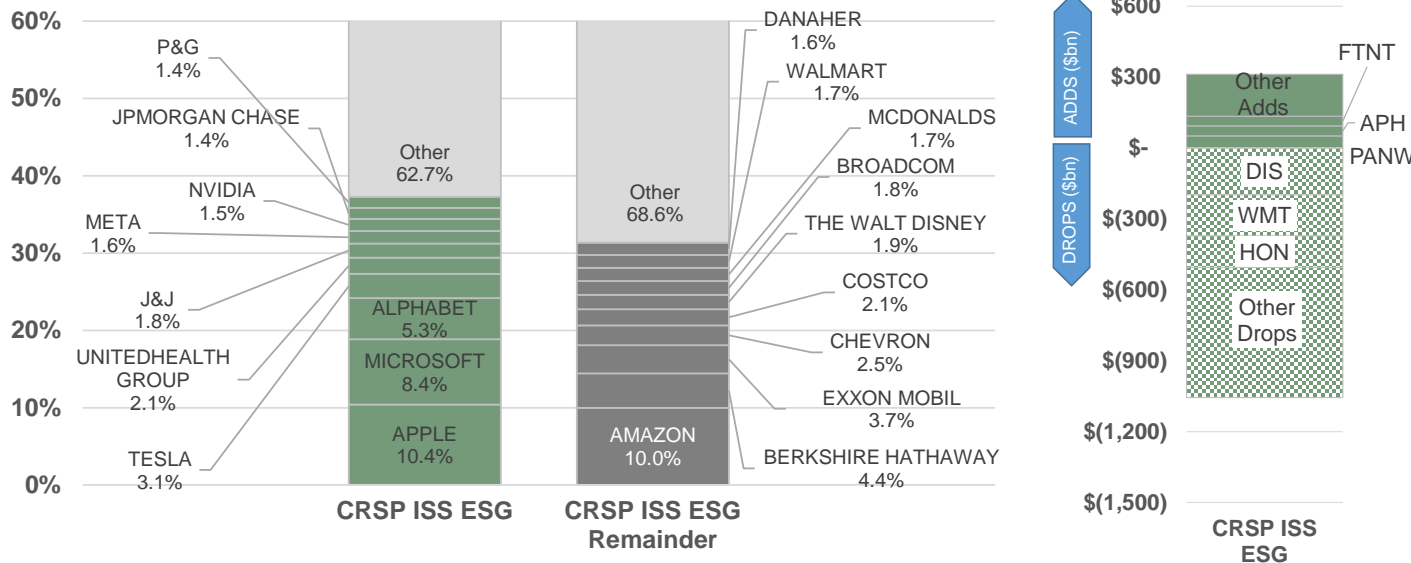 60%
50%
40%
30%
20%
10%
0%
P&G
1.4%
JPMORGAN CHASE
1.4%
NVIDIA
1.5%
META
1.6%
J&J
1.8%
UNITEDHEALTH
GROUP
2.1%
TESLA
3.1%
Other
62.7%
ALPHABET
5.3%
MICROSOFT
8.4%
APPLE
10.4%
CRSP ISS ESG
Other
68.6%
AMAZON
10.0%
CRSP ISS ESG
Remainder
DANAHER
1.6%
WALMART
1.7%
MCDONALDS
1.7%
BROADCOM
1.8%
THE WALT DISNEY
1.9%
COSTCO
2.1%
CHEVRON
2.5%
EXXON MOBIL
3.7%
BERKSHIRE HATHAWAY
4.4%
ADDS ($bn)
DROPS ($bn)
$600
$300
$-
$(300)
$(600)
$(900)
$(1,200)
$(1,500)
Other
Adds
FTNT
APH
PANW
DIS
WMT
HON
Other
Drops
CRSP ISS
ESG